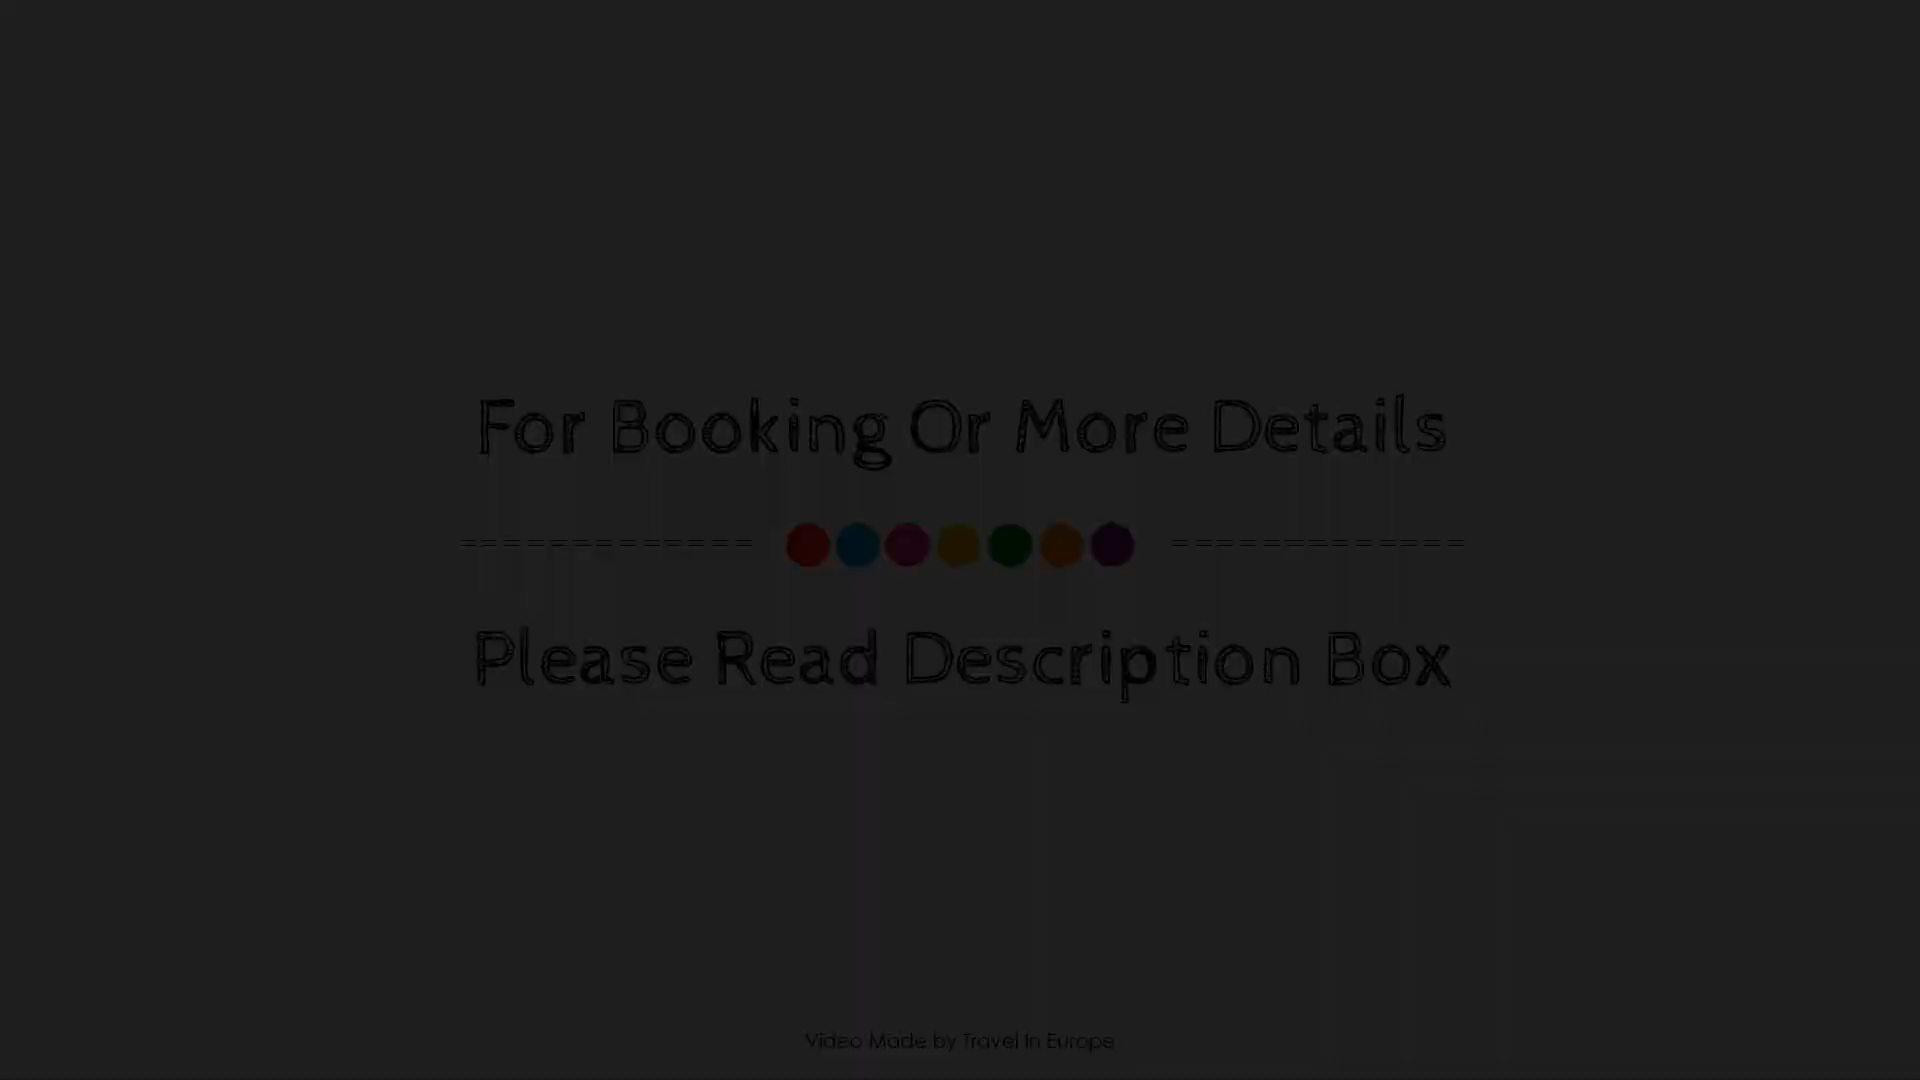 For Booking Or More Details
============= =============
Please Read Description Box
Video Made by Travel In Europe